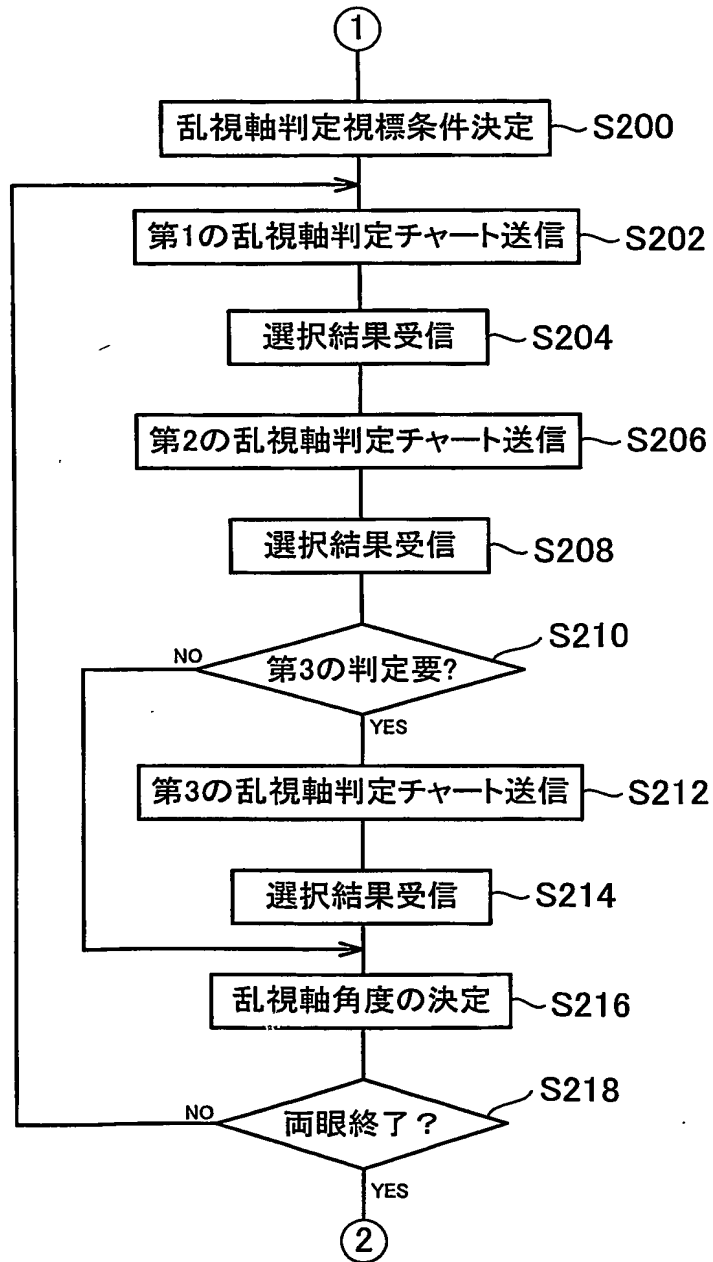 1
乱視軸判定視標条件決定 S200
第1の乱視軸判定チャート送信 S202
選択結果受信 S204
第2の乱視軸判定チャート送信 S206
選択結果受信 S208
第3の判定要? S210
NO
YES
第3の乱視軸判定チャート送信 S212
選択結果受信 S214
乱視軸角度の決定 S216
両眼終了? S218
NO
YES
2